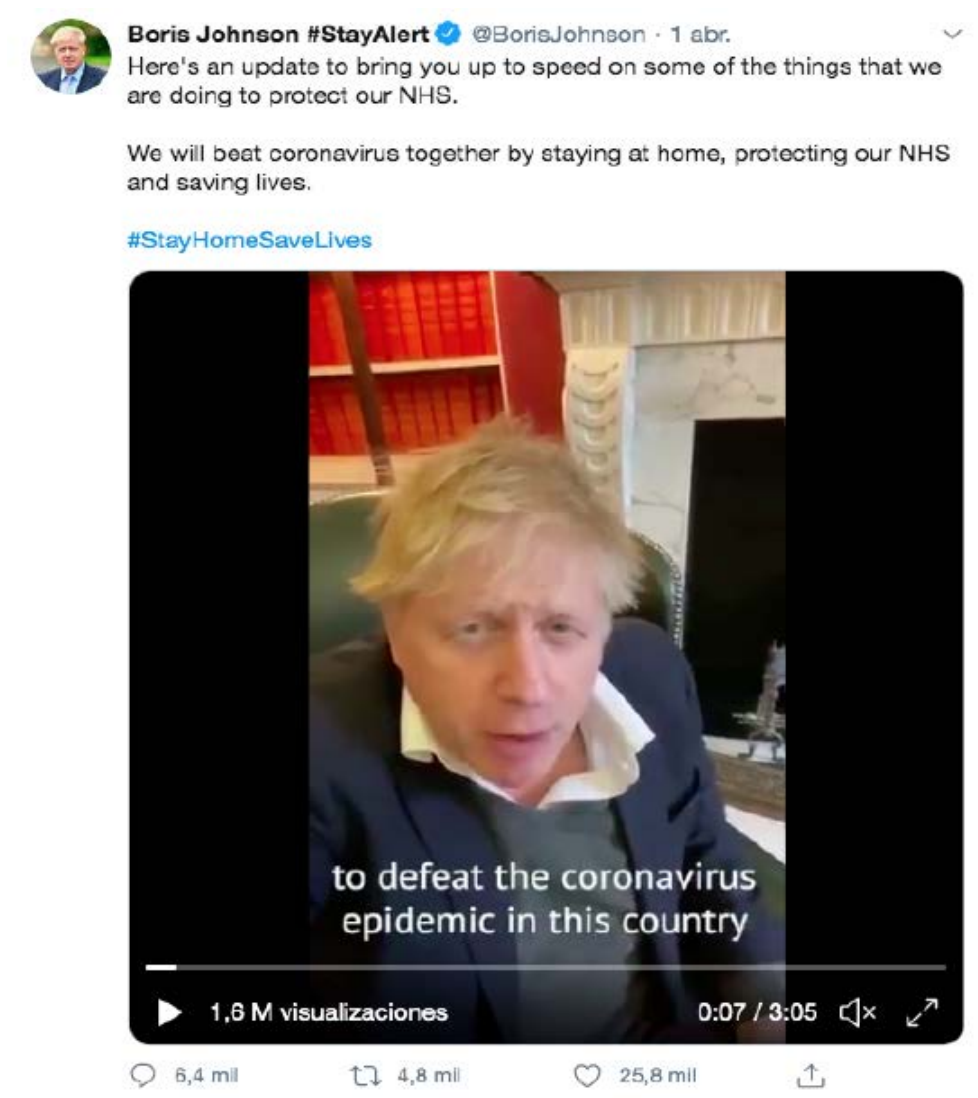 Boris Johnson #StayAlert @BorisJohnson · 1 abr.
Here's an update to bring you up to speed on some of the things that we
are doing to protect our NHS.
We will beat coronavirus together by staying at home, protecting our NHS
and saving lives.
#StayHomeSaveLives
to defeat the coronavirus
epidemic in this country
1,6 M visualizaciones
0:07 / 3:05
6,4 mil
4,8 mil
25,8 mil